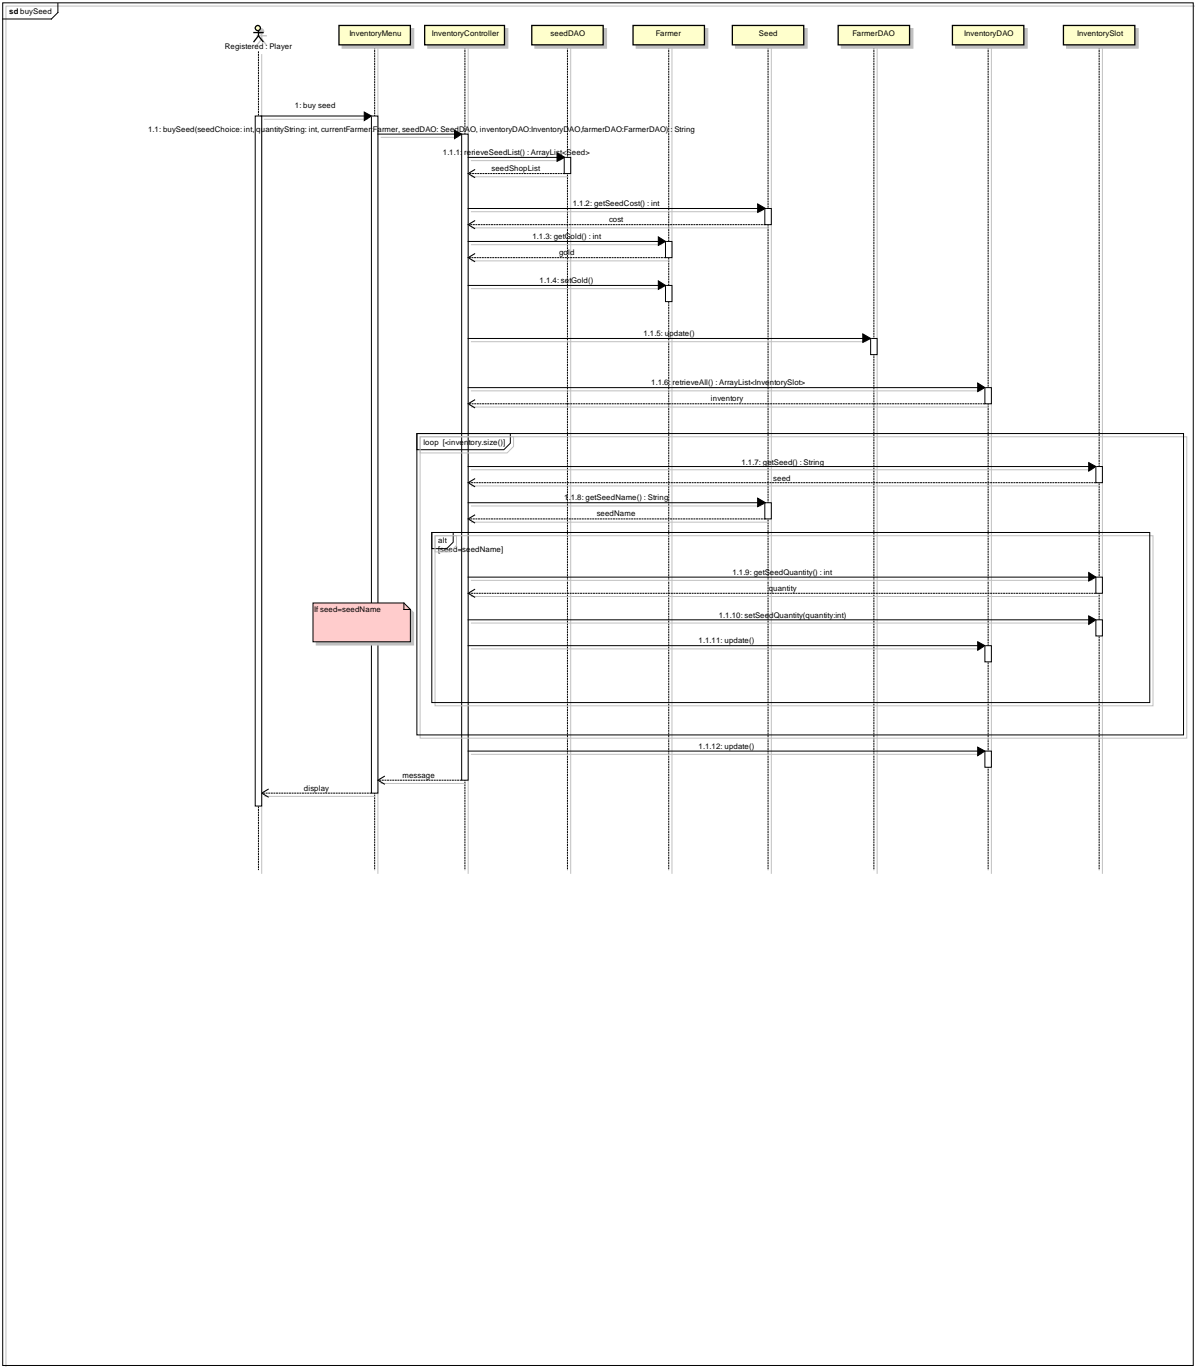 sd buySeed
Registered : Player
InventoryMenu
InventoryController
seedDAO
Farmer
Seed
FarmerDAO
InventoryDAO
InventorySlot
1: buy seed
1.1: buySeed(seedChoice: int, quantityString: int, currentFarmer:Farmer, seedDAO: SeedDAO, inventoryDAO:InventoryDAO,farmerDAO:FarmerDAO) : String
1.1.1: rerieveSeedList() : ArrayList<Seed>
seedShopList
1.1.2: getSeedCost() : int
cost
1.1.3: getGold() : int
gold
1.1.4: setGold()
1.1.5: update()
1.1.6: retrieveAll() : ArrayList<InventorySlot>
inventory
loop [<inventory.size()]
1.1.7: getSeed() : String
seed
1.1.8: getSeedName() : String
seedName
alt
[seed=seedName]
1.1.9: getSeedQuantity() : int
quantity
If seed=seedName
1.1.10: setSeedQuantity(quantity:int)
1.1.11: update()
1.1.12: update()
message
display